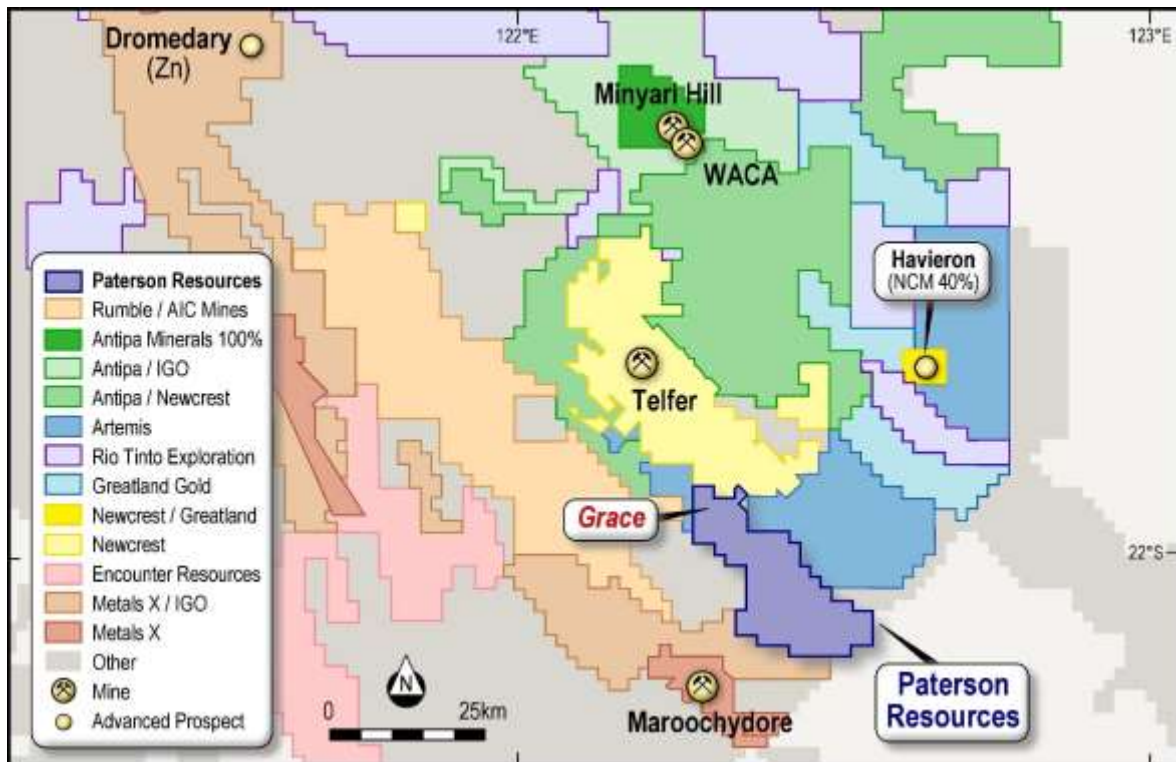 Dromedary
(Zn)
122°E
123°E
Minyari Hill
WACA
Havieron
(NCM 40%)
Telfer
Grace
22°S
Paterson
Resources
Maroochydore
Paterson Resources
Rumble / AIC Mines
Antipa Minerals 100%
Antipa / IGO
Antipa / Newcrest
Artemis
Rio Tinto Exploration
Greatland Gold
Newcrest / Greatland
Newcrest
Encounter Resources
Metals X / IGO
Metals X
Other
Mine
Advanced Prospect
N
0 25km